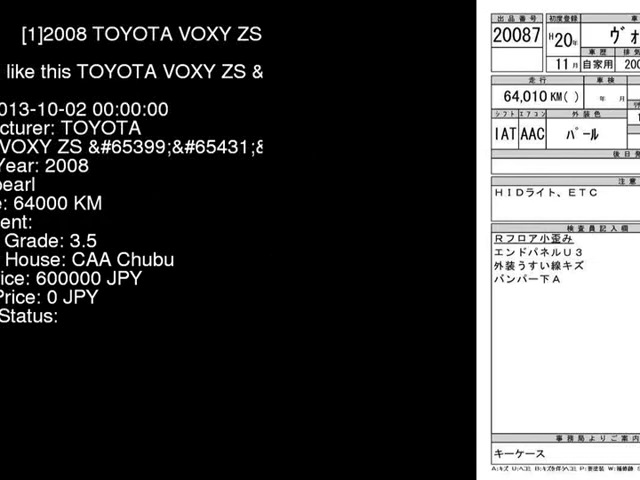 [1]2008 TOYOTA VOXY ZS
like this TOYOTA VOXY ZS &
013-10-02 00:00:00
cturer: TOYOTA
VOXY ZS &#65399;&#65431;&
Year: 2008
pearl
e: 64000 KM
ent:
Grade: 3.5
House: CAA Chubu
rice: 600000 JPY
Price: 0 JPY
Status:
出品番号 初度登録 車
20087 H20年 ヴォ
車歴 排気
11月 自家用 200
走行 車検
64,010 KM( ) 年 月
シフト エアコン 外装色
IAT AAC パール
後日発
注意
HIDライト、ETC
検査員記入欄
Rフロア小歪み
エンドパネルU3
外装うすい線キズ
バンパー下A
事務局よりご案内
キーケース